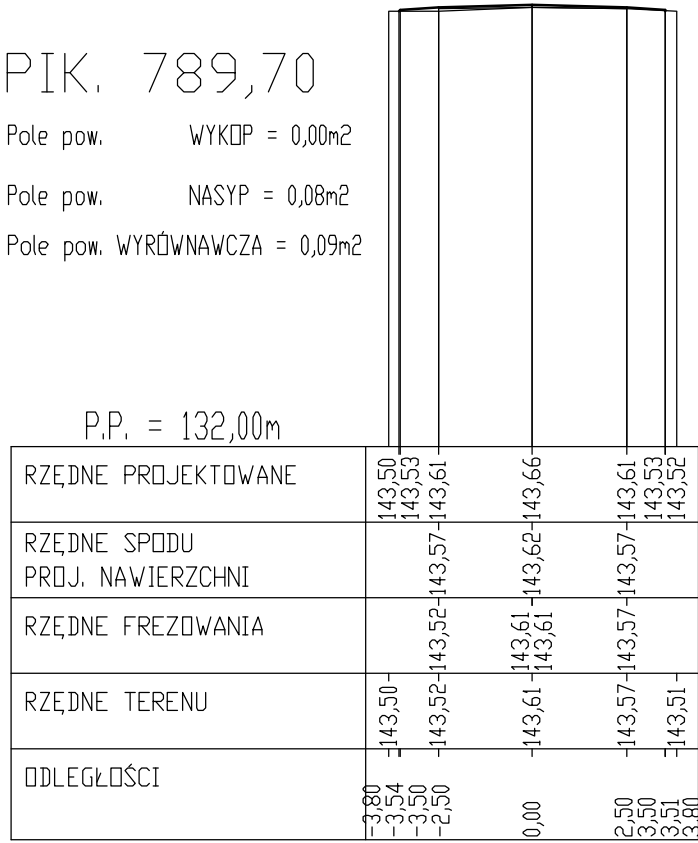 PIK. 789,70
Pole pow. WYKOP = 0,00m2
Pole pow. NASYP = 0,08m2
Pole pow. WYRÓWNAWCZA = 0,09m2
P.P. = 132,00m
RZĘDNE PROJEKTOWANE 143,50 143,53 143,61 143,66 143,61 143,53 143,52
RZĘDNE SPODU
PROJ. NAWIERZCHNI 143,57 143,62 143,57
RZĘDNE FREZOWANIA 143,52 143,61 143,61 143,57
RZĘDNE TERENU 143,50 143,52 143,61 143,57 143,51
ODLEGŁOŚCI -3,80 -3,54 -3,50 -2,50 0,00 2,50 3,50 3,51 3,80